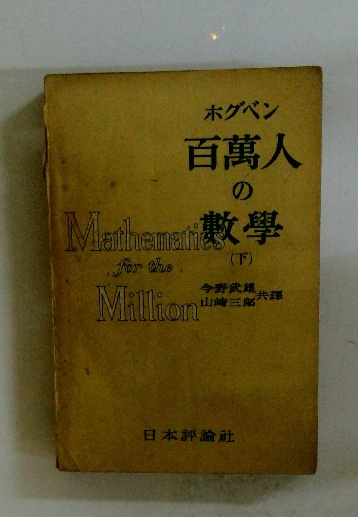 ホグベン
百萬人
の
數學
(下)
Mathematics
for the
Million
今野武雄
山崎三郎
共譯
日本評論社